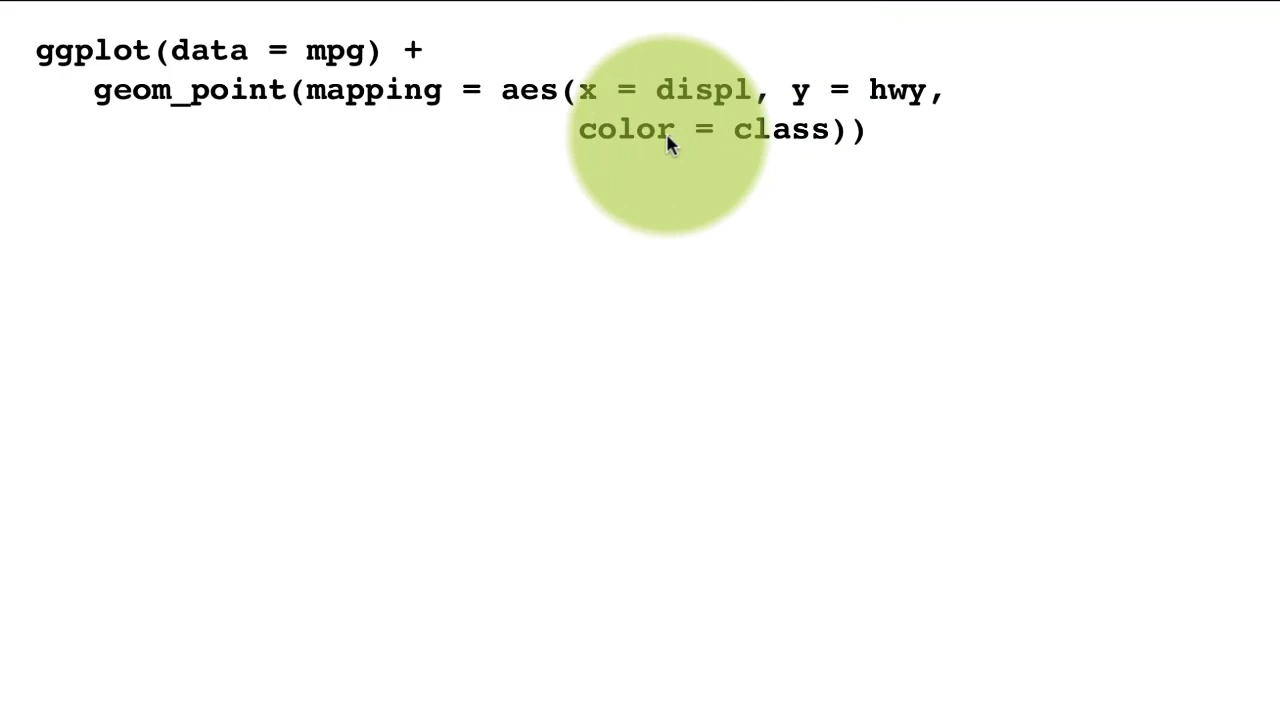 ggplot(data = mpg) +
geom_point(mapping = aes(x = displ, y = hwy,
color = class))